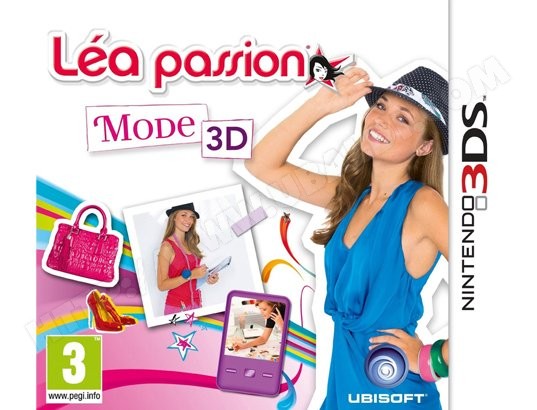 Léa passion
MODE 3D
NINTENDO 3DS
3
www.pegi.info
UBISOFT